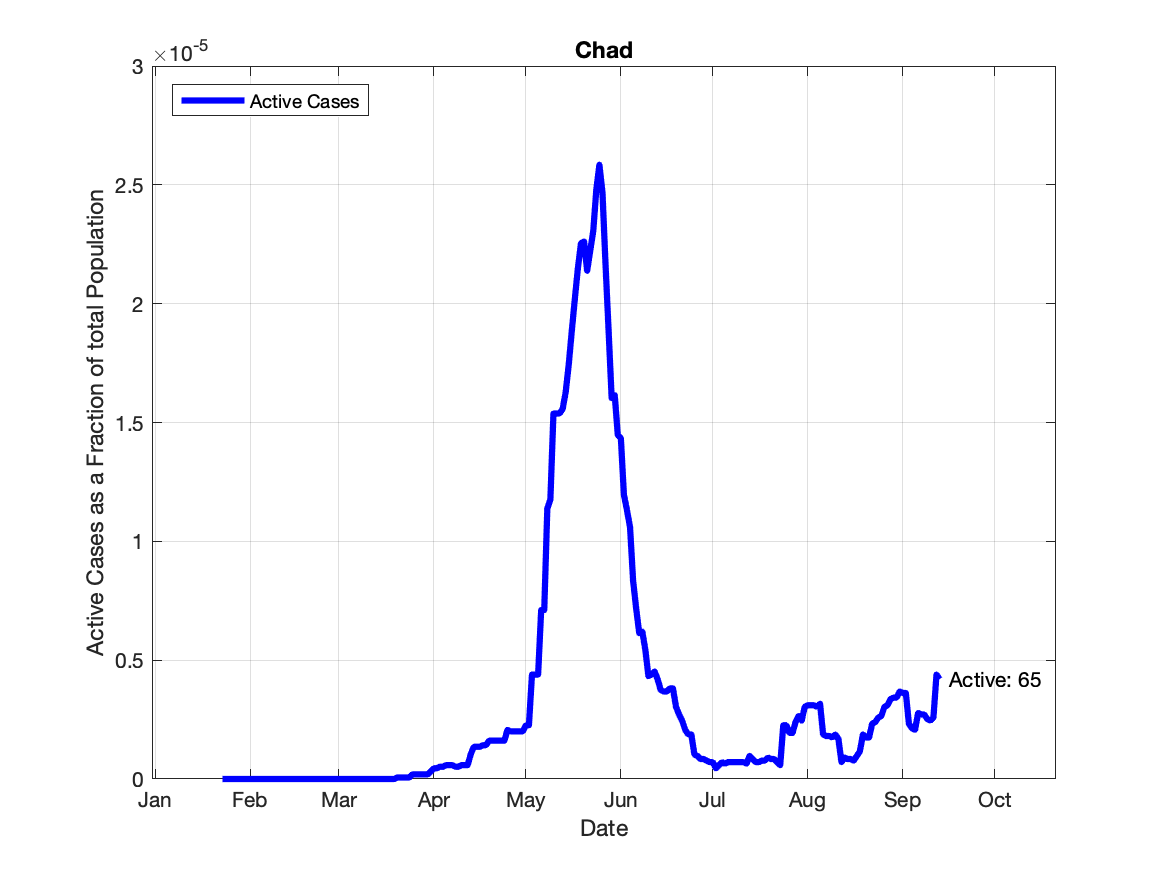 Chad
×10-5
3
2.5
2
1.5
1
0.5
0
Active Cases
Active: 65
Active Cases as a Fraction of total Population
Jan Feb Mar Apr May Jun Jul Aug Sep Oct
Date